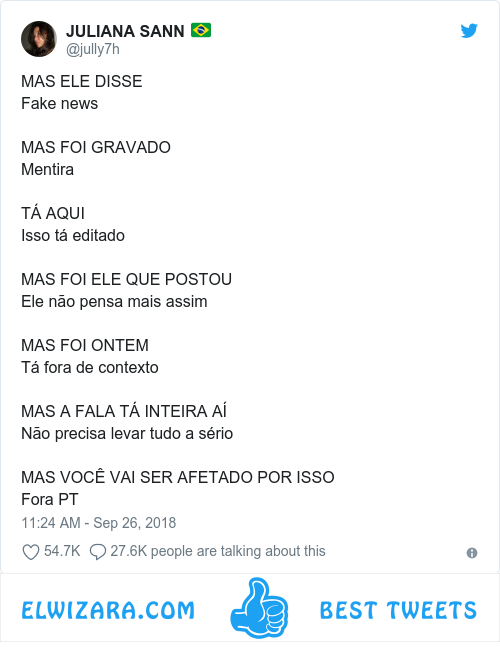 JULIANA SANN
@jully7h
MAS ELE DISSE
Fake news
MAS FOI GRAVADO
Mentira
TÁ AQUI
Isso tá editado
MAS FOI ELE QUE POSTOU
Ele não pensa mais assim
MAS FOI ONTEM
Tá fora de contexto
MAS A FALA TÁ INTEIRA AÍ
Não precisa levar tudo a sério
MAS VOCÊ VAI SER AFETADO POR ISSO
Fora PT
11:24 AM - Sep 26, 2018
54.7K 27.6K people are talking about this
ELWIZARA.COM BEST TWEETS